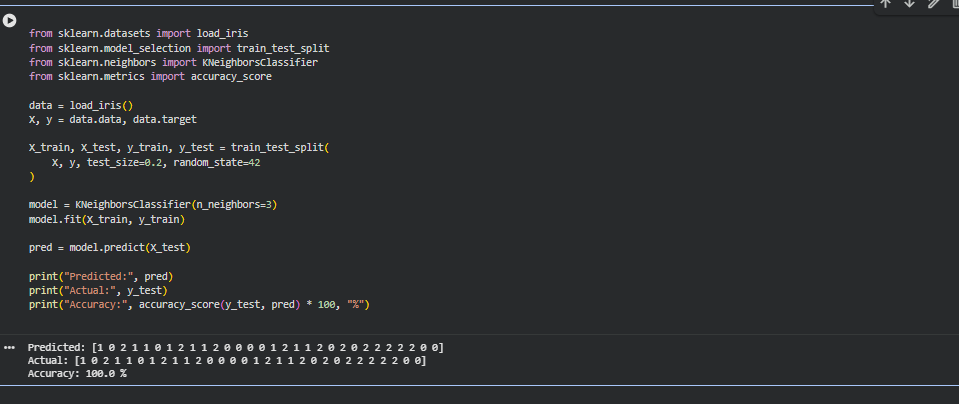 from sklearn.datasets import load_iris
from sklearn.model_selection import train_test_split
from sklearn.neighbors import KNeighborsClassifier
from sklearn.metrics import accuracy_score

data = load_iris()
X, y = data.data, data.target

X_train, X_test, y_train, y_test = train_test_split(
    X, y, test_size=0.2, random_state=42
)

model = KNeighborsClassifier(n_neighbors=3)
model.fit(X_train, y_train)

pred = model.predict(X_test)

print("Predicted:", pred)
print("Actual:", y_test)
print("Accuracy:", accuracy_score(y_test, pred) * 100, "%")

Predicted: [1 0 2 1 1 0 1 2 1 1 2 0 0 0 0 1 2 1 1 2 0 2 0 2 2 2 2 2 0 0]
Actual: [1 0 2 1 1 0 1 2 1 1 2 0 0 0 0 1 2 1 1 2 0 2 0 2 2 2 2 2 0 0]
Accuracy: 100.0 %